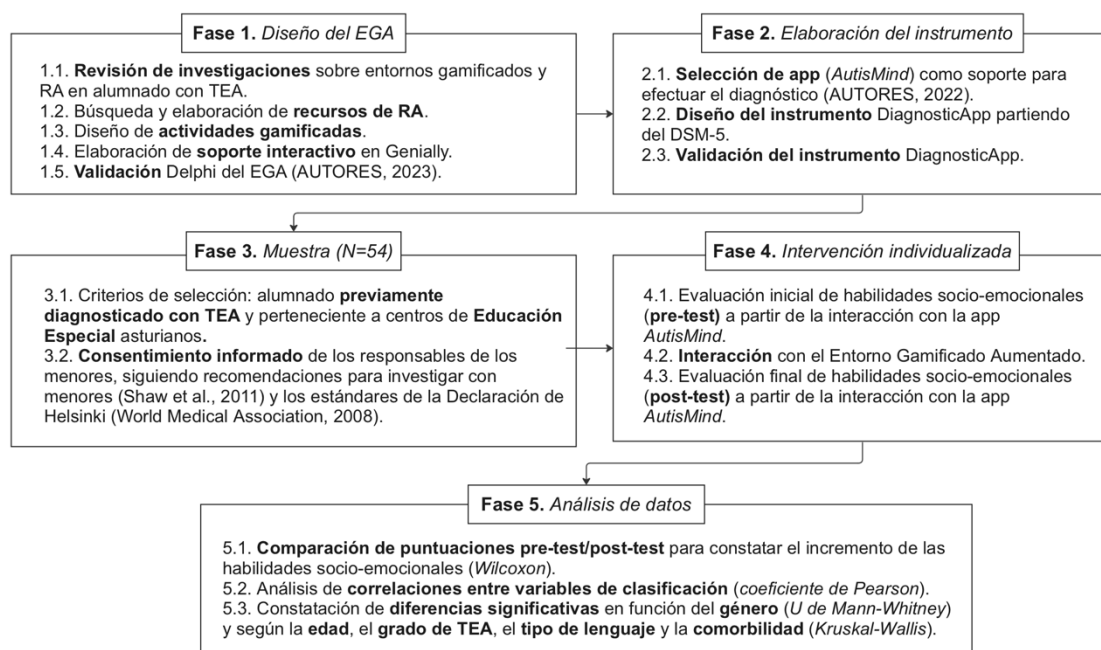 Fase 1. Diseño del EGA
1.1. Revisión de investigaciones sobre entornos gamificados y
RA en alumnado con TEA.
1.2. Búsqueda y elaboración de recursos de RA.
1.3. Diseño de actividades gamificadas.
1.4. Elaboración de soporte interactivo en Genially.
1.5. Validación Delphi del EGA (AUTORES, 2023).
Fase 2. Elaboración del instrumento
2.1. Selección de app (AutisMind) como soporte para
efectuar el diagnóstico (AUTORES, 2022).
2.2. Diseño del instrumento DiagnosticApp partiendo
del DSM-5.
2.3. Validación del instrumento DiagnosticApp.
Fase 3. Muestra (N=54)
3.1. Criterios de selección: alumnado previamente
diagnosticado con TEA y perteneciente a centros de Educación
Especial asturianos.
3.2. Consentimiento informado de los responsables de los
menores, siguiendo recomendaciones para investigar con
menores (Shaw et al., 2011) y los estándares de la Declaración de
Helsinki (World Medical Association, 2008).
Fase 4. Intervención individualizada
4.1. Evaluación inicial de habilidades socio-emocionales
(pre-test) a partir de la interacción con la app
AutisMind.
4.2. Interacción con el Entorno Gamificado Aumentado.
4.3. Evaluación final de habilidades socio-emocionales
(post-test) a partir de la interacción con la app
AutisMind.
Fase 5. Análisis de datos
5.1. Comparación de puntuaciones pre-test/post-test para constatar el incremento de las
habilidades socio-emocionales (Wilcoxon).
5.2. Análisis de correlaciones entre variables de clasificación (coeficiente de Pearson).
5.3. Constatación de diferencias significativas en función del género (U de Mann-Whitney)
y según la edad, el grado de TEA, el tipo de lenguaje y la comorbilidad (Kruskal-Wallis).